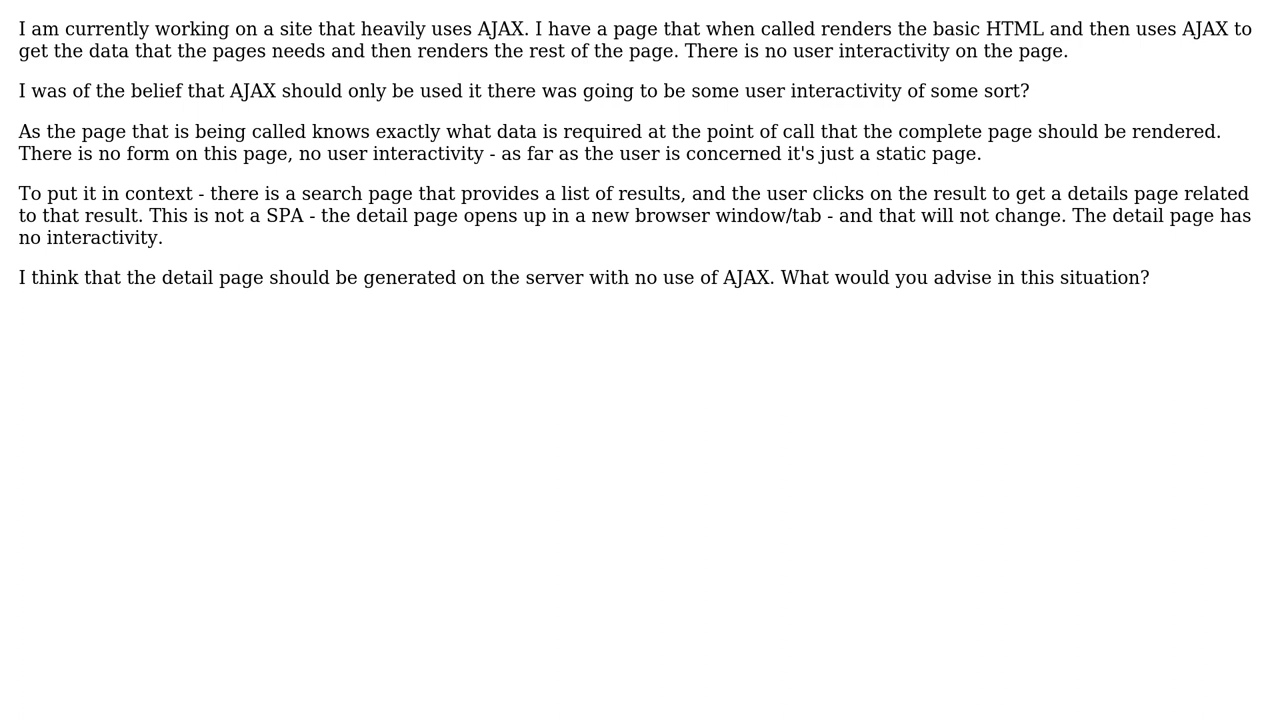 I am currently working on a site that heavily uses AJAX. I have a page that when called renders the basic HTML and then uses AJAX to
get the data that the pages needs and then renders the rest of the page. There is no user interactivity on the page.
I was of the belief that AJAX should only be used it there was going to be some user interactivity of some sort?
As the page that is being called knows exactly what data is required at the point of call that the complete page should be rendered.
There is no form on this page, no user interactivity - as far as the user is concerned it's just a static page.
To put it in context - there is a search page that provides a list of results, and the user clicks on the result to get a details page related
to that result. This is not a SPA - the detail page opens up in a new browser window/tab - and that will not change. The detail page has
no interactivity.
I think that the detail page should be generated on the server with no use of AJAX. What would you advise in this situation?